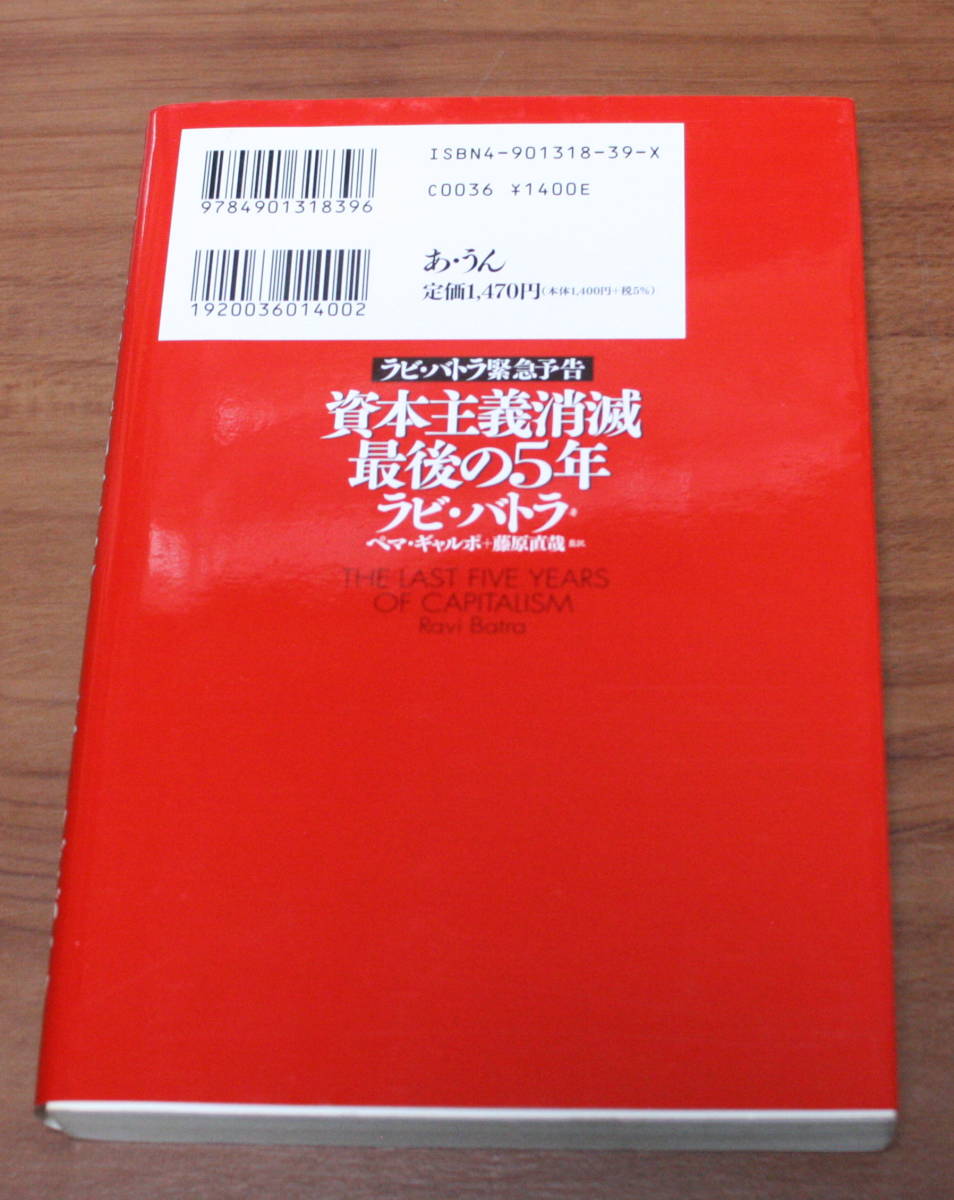 ISBN4-901318-39-X
C0036 ¥1400E
9784901318396
あ・うん
定価1,470円(本体1,400円+税5%)
1920036014002
ラビ・バトラ緊急予告
資本主義消滅
最後の5年
ラビ・バトラ 著
ペマ・ギャルポ+藤原直哉 監訳
THE LAST FIVE YEARS
OF CAPITALISM
Ravi Batra